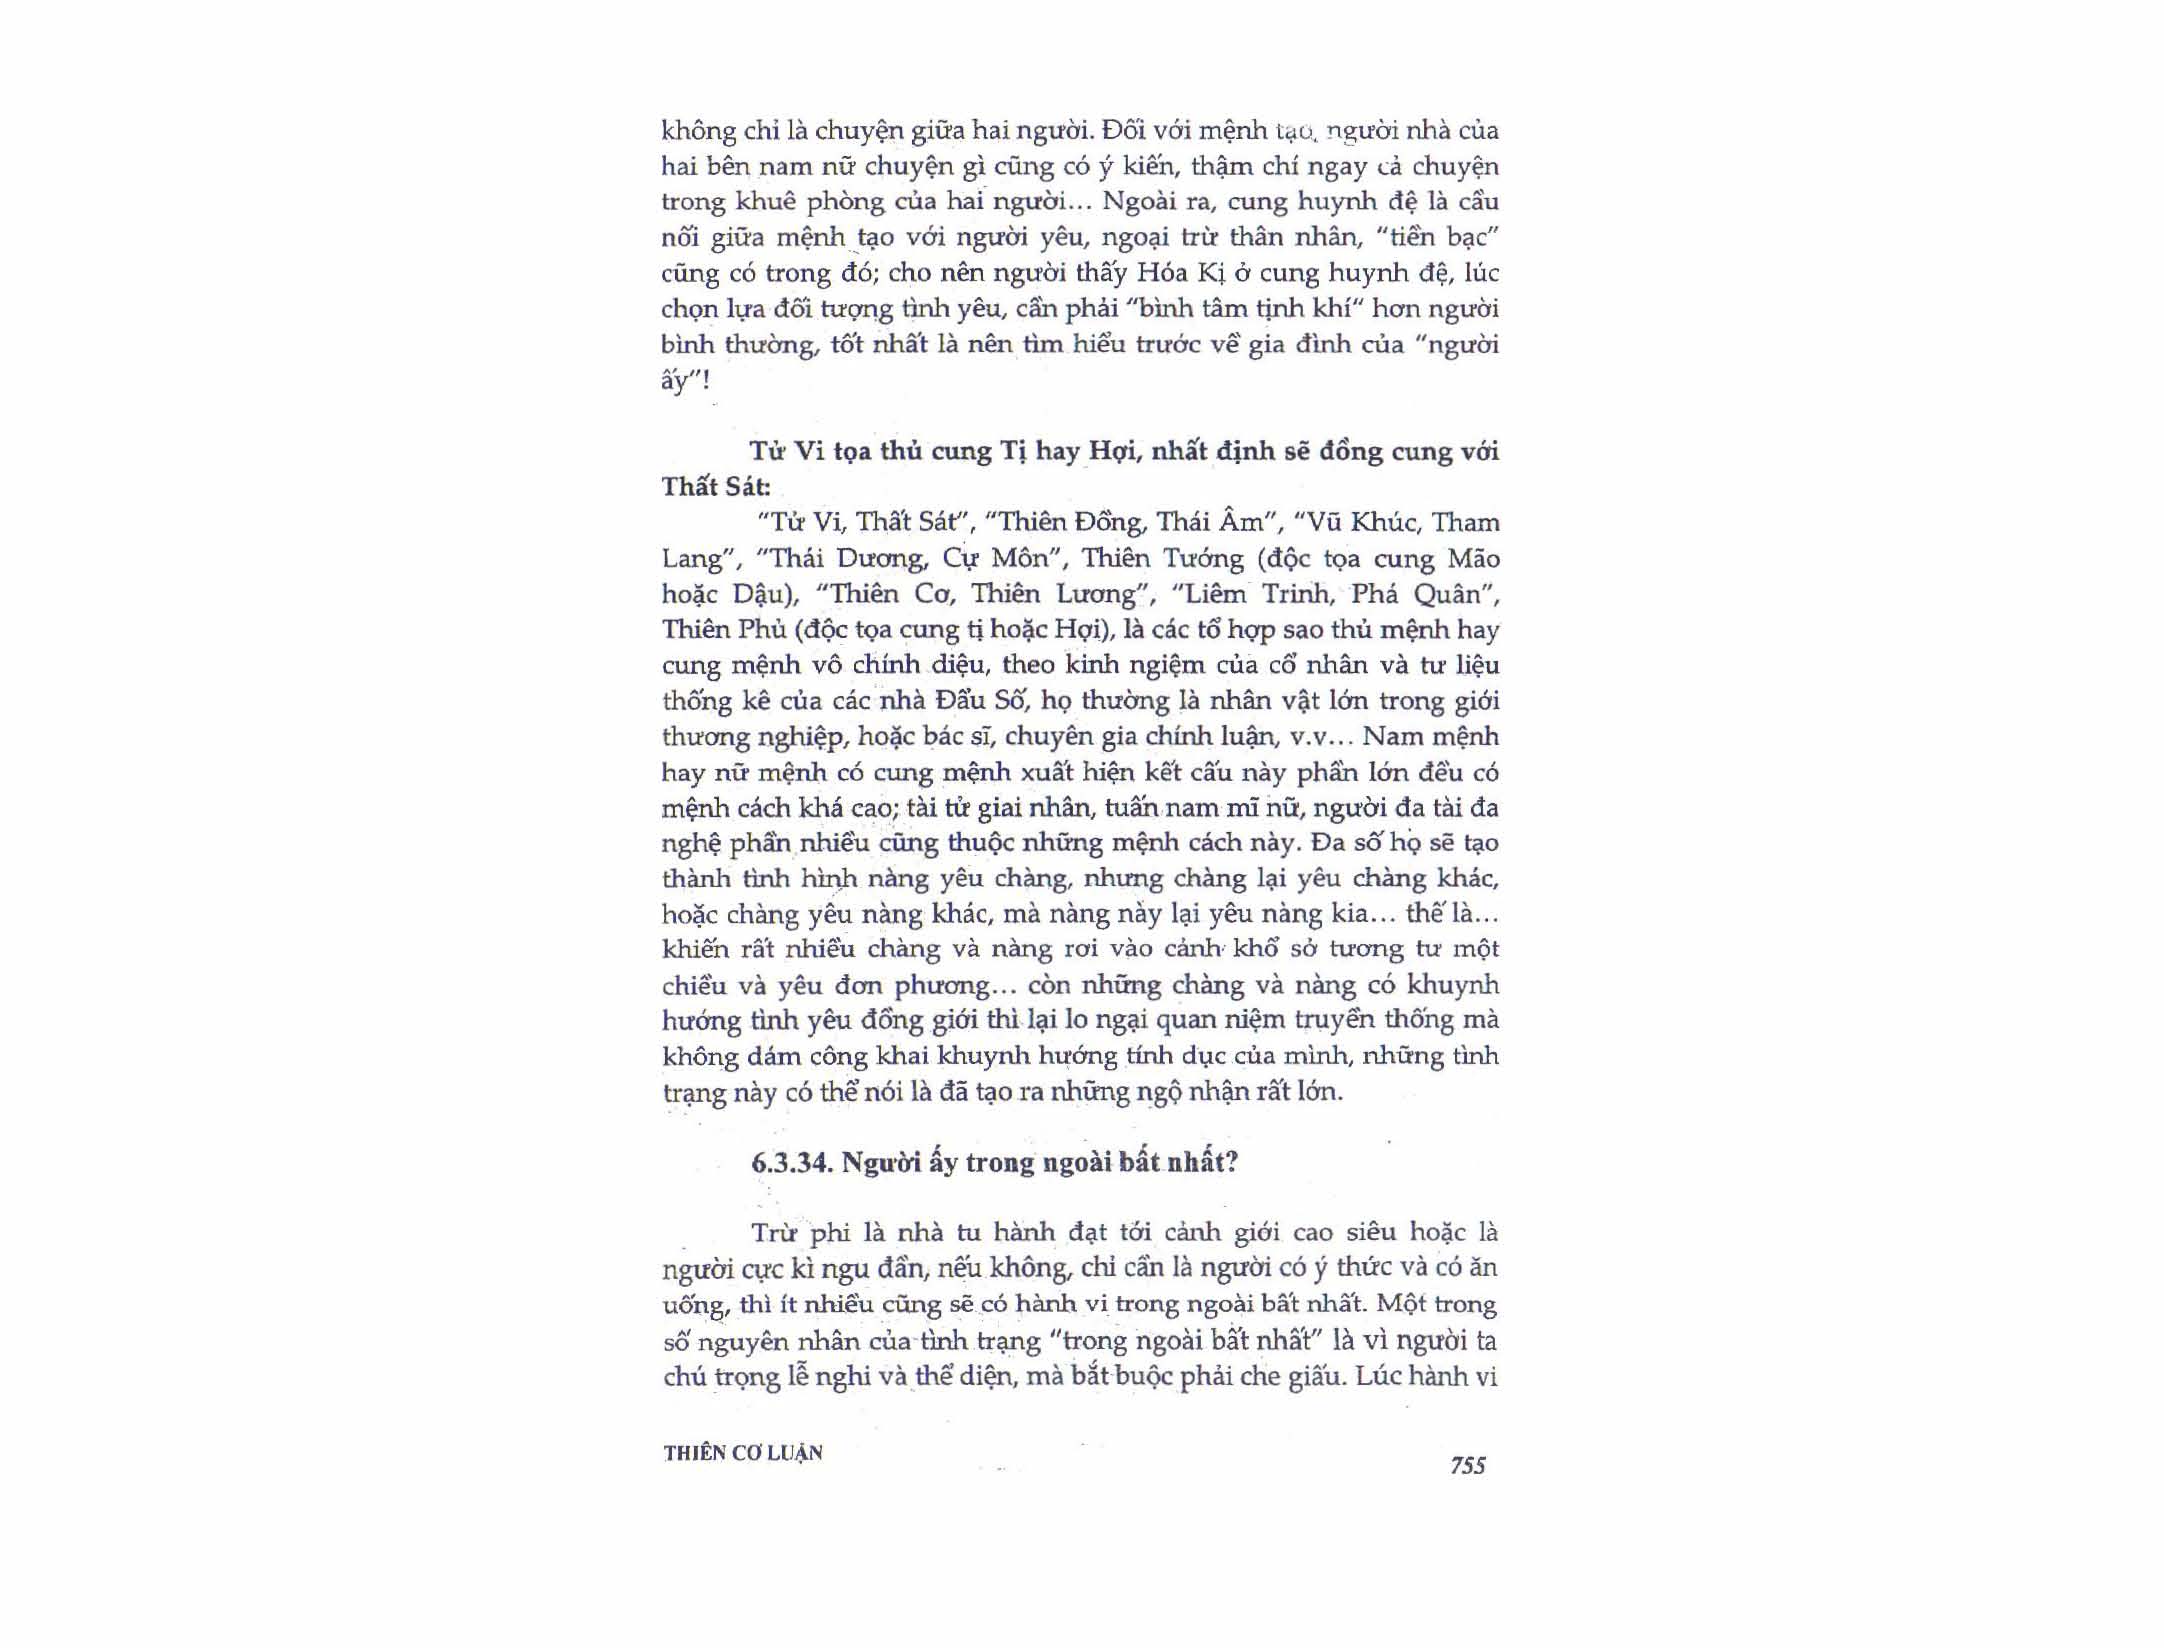 không chỉ là chuyện giữa hai người. Đối với mệnh tạo, người nhà của
hai bên nam nữ chuyện gì cũng có ý kiến, thậm chí ngay cả chuyện
trong khuê phòng của hai người... Ngoài ra, cung huynh đệ là cầu
nối giữa mệnh tạo với người yêu, ngoại trừ thân nhân, "tiền bạc"
cũng có trong đó; cho nên người thấy Hóa Kị ở cung huynh đệ, lúc
chọn lựa đối tượng tình yêu, cần phải "bình tâm tịnh khí" hơn người
bình thường, tốt nhất là nên tìm hiểu trước về gia đình của "người
ấy"!
Tử Vi tọa thủ cung Tị hay Hợi, nhất định sẽ đồng cung với
Thất Sát:
"Tử Vi, Thất Sát", "Thiên Đồng, Thái Âm", "Vũ Khúc, Tham
Lang", "Thái Dương, Cự Môn", Thiên Tướng (độc tọa cung Mão
hoặc Dậu), "Thiên Cơ, Thiên Lương", "Liêm Trinh, Phá Quân",
Thiên Phủ (độc tọa cung tị hoặc Hợi), là các tổ hợp sao thủ mệnh hay
cung mệnh vô chính diệu, theo kinh ngiệm của cổ nhân và tư liệu
thống kê của các nhà Đẩu Số, họ thường là nhân vật lớn trong giới
thương nghiệp, hoặc bác sĩ, chuyên gia chính luận, v.v... Nam mệnh
hay nữ mệnh có cung mệnh xuất hiện kết cấu này phần lớn đều có
mệnh cách khá cao; tài tử giai nhân, tuấn nam mĩ nữ, người đa tài đa
nghệ phần nhiều cũng thuộc những mệnh cách này. Đa số họ sẽ tạo
thành tình hình nàng yêu chàng, nhưng chàng lại yêu chàng khác,
hoặc chàng yêu nàng khác, mà nàng này lại yêu nàng kia... thế là...
khiến rất nhiều chàng và nàng rơi vào cảnh khổ sở tương tư một
chiều và yêu đơn phương... còn những chàng và nàng có khuynh
hướng tình yêu đồng giới thì lại lo ngại quan niệm truyền thống mà
không dám công khai khuynh hướng tính dục của mình, những tình
trạng này có thể nói là đã tạo ra những ngộ nhận rất lớn.
6.3.34. Người ấy trong ngoài bất nhất?
Trừ phi là nhà tu hành đạt tới cảnh giới cao siêu hoặc là
người cực kì ngu đần, nếu không, chỉ cần là người có ý thức và có ăn
uống, thì ít nhiều cũng sẽ có hành vi trong ngoài bất nhất. Một trong
số nguyên nhân của tình trạng "trong ngoài bất nhất" là vì người ta
chú trọng lễ nghi và thể diện, mà bắt buộc phải che giấu. Lúc hành vi
THIÊN CƠ LUẬN
755